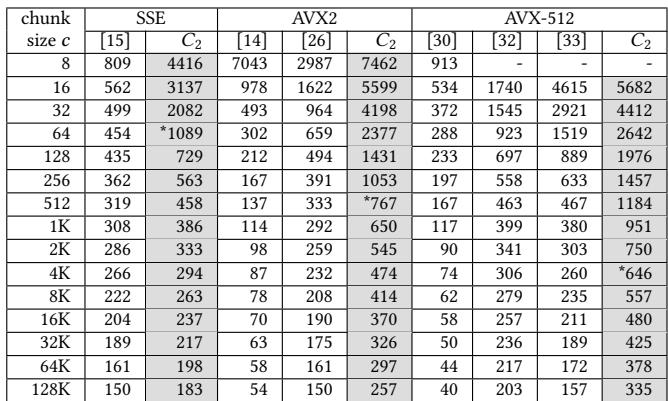 chunk SSE AVX2 AVX-512
size c [15] C2 [14] [26] C2 [30] [32] [33] C2
8 809 4416 7043 2987 7462 913 - - -
16 562 3137 978 1622 5599 534 1740 4615 5682
32 499 2082 493 964 4198 372 1545 2921 4412
64 454 *1089 302 659 2377 288 923 1519 2642
128 435 729 212 494 1431 233 697 889 1976
256 362 563 167 391 1053 197 558 633 1457
512 319 458 137 333 *767 167 463 467 1184
1K 308 386 114 292 650 117 399 380 951
2K 286 333 98 259 545 90 341 303 750
4K 266 294 87 232 474 74 306 260 *646
8K 222 263 78 208 414 62 279 235 557
16K 204 237 70 190 370 58 257 211 480
32K 189 217 63 175 326 50 236 189 425
64K 161 198 58 161 297 44 217 172 378
128K 150 183 54 150 257 40 203 157 335